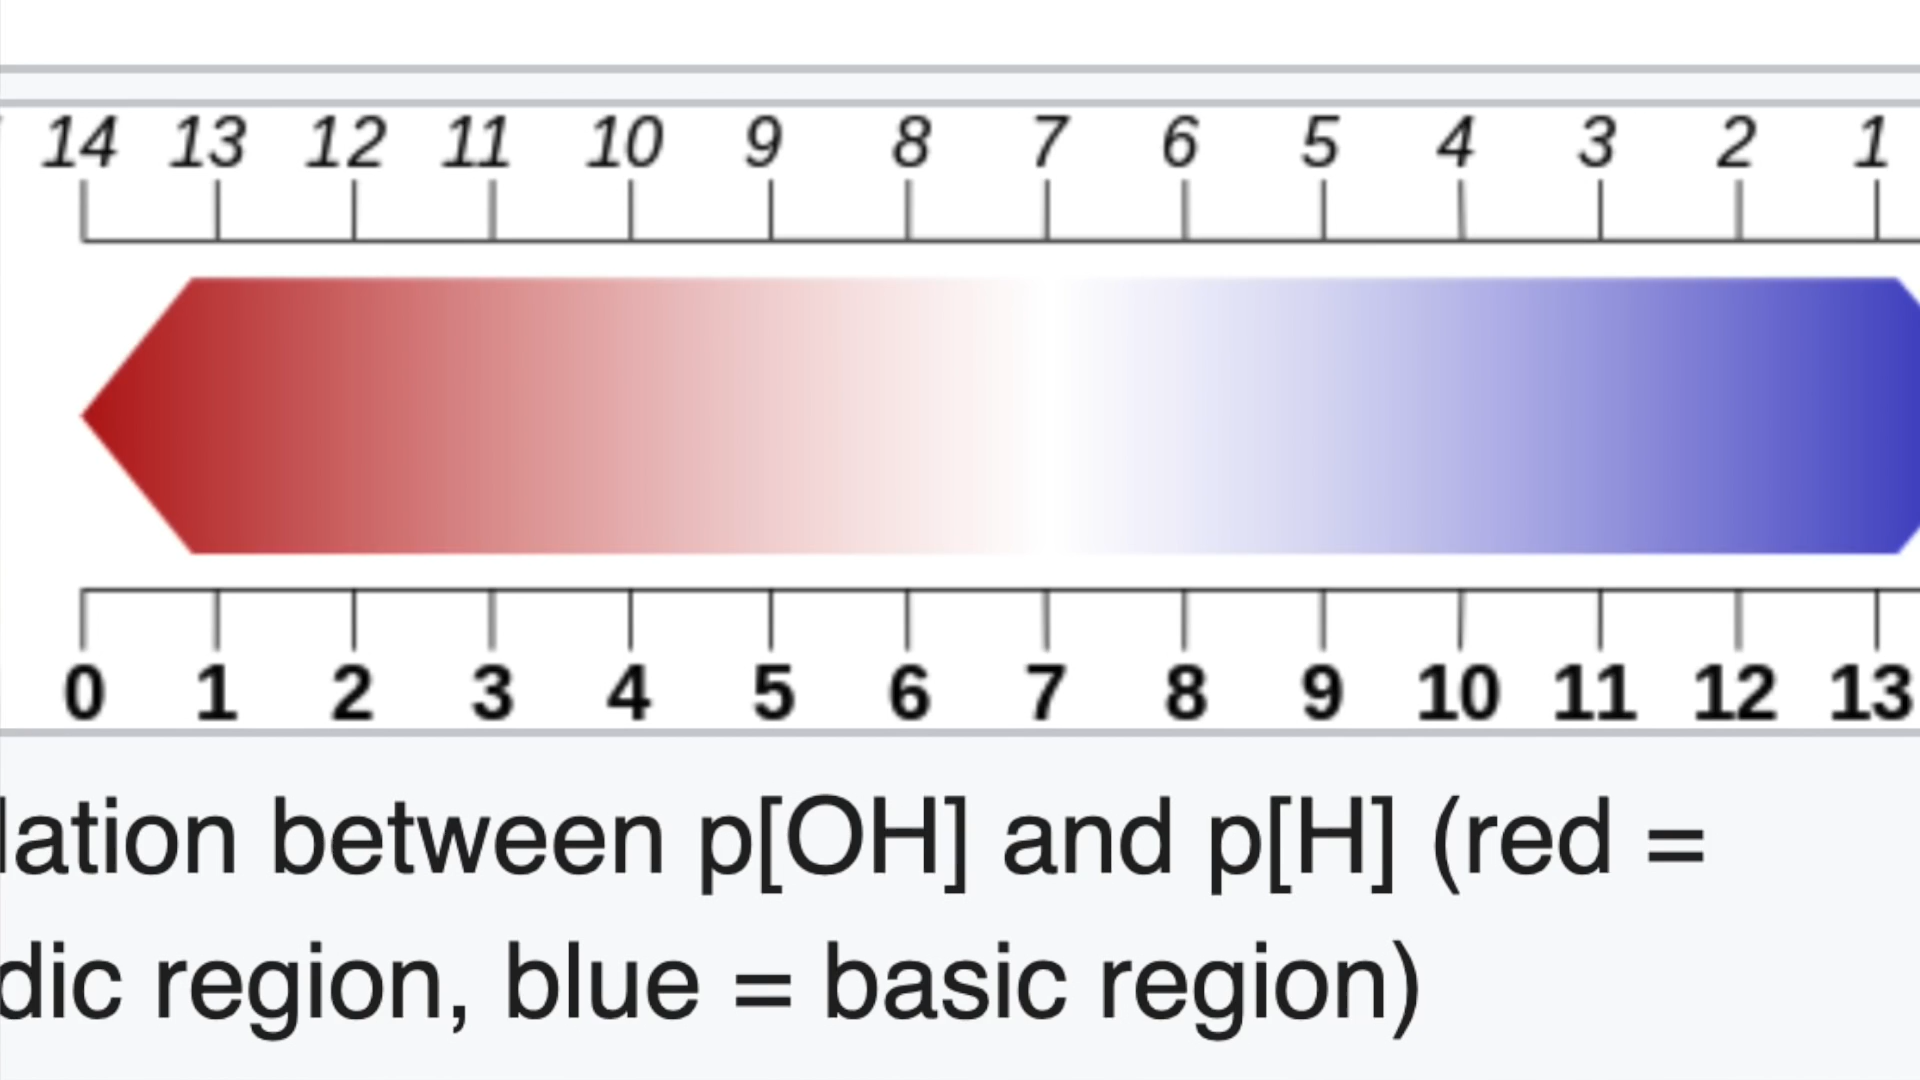 14 13 12 11 10 9 8 7 6 5 4 3 2 1
0 1 2 3 4 5 6 7 8 9 10 11 12 13
lation between p[OH] and p[H] (red =
dic region, blue = basic region)